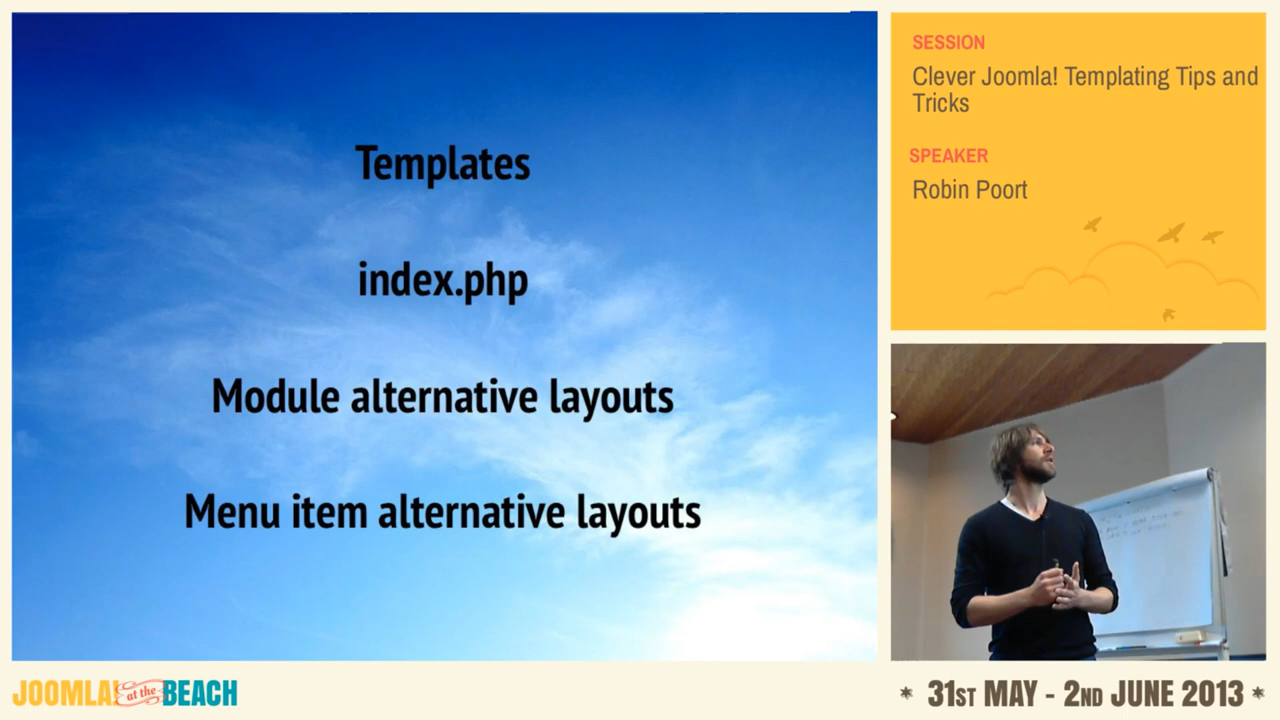 Templates
index.php
Module alternative layouts
Menu item alternative layouts
SESSION
Clever Joomla! Templating Tips and
Tricks
SPEAKER
Robin Poort
JOOMLA! at the BEACH
* 31ST MAY - 2ND JUNE 2013 *